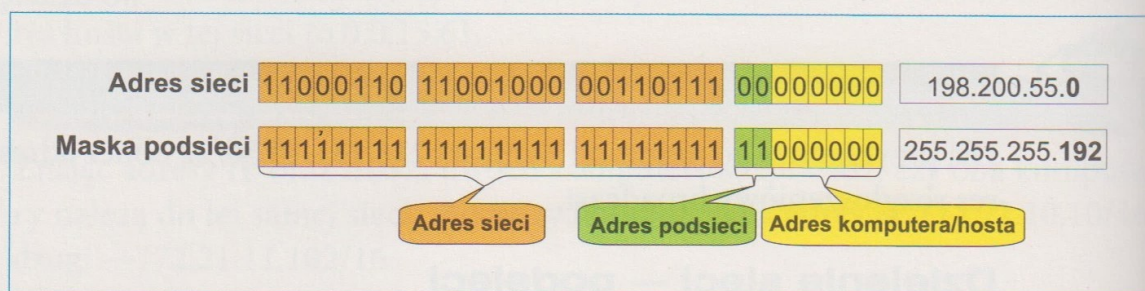 Adres sieci 11000110 11001000 00110111 00000000 198.200.55.0
Maska podsieci 11111111 11111111 11111111 11000000 255.255.255.192
Adres sieci Adres podsieci Adres komputera/hosta